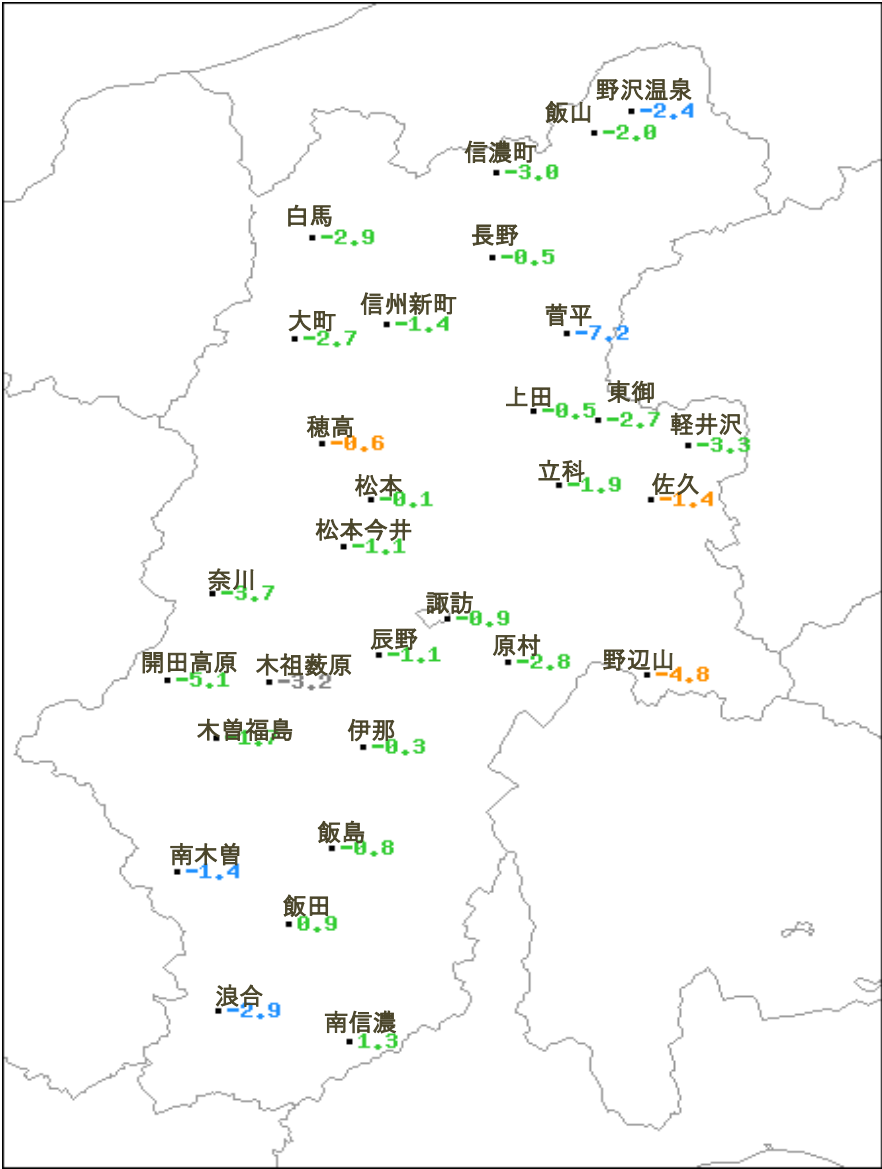 野沢温泉
-2.4
飯山
-2.0
信濃町
-3.0
白馬
-2.9
長野
-0.5
信州新町
-1.4
大町
-2.7
菅平
-7.2
上田
-0.5
東御
-2.7
軽井沢
-3.3
穂高
-0.6
松本
-0.1
立科
-1.9
佐久
-1.4
松本今井
-1.1
奈川
-3.7
諏訪
-0.9
辰野
-1.1
原村
-2.8
野辺山
-4.8
開田高原
-5.1
木祖薮原
-3.2
木曽福島
-1.7
伊那
-0.3
飯島
-0.8
南木曽
-1.4
飯田
0.9
浪合
-2.9
南信濃
1.3